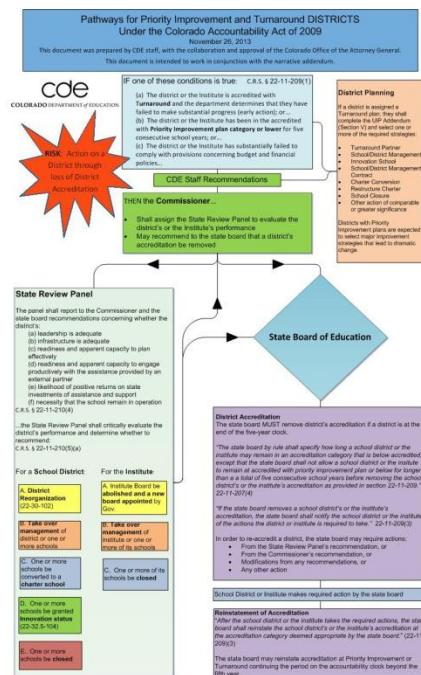 Pathways for Priority Improvement and Turnaround DISTRICTS
Under the Colorado Accountability Act of 2009
November 26, 2013
This document was prepared by CDE staff, with the collaboration and approval of the Colorado Office of the Attorney General.
This document is intended to work in conjunction with the narrative addendum.
cde
COLORADO DEPARTMENT of EDUCATION
RISK: Action on a
District through
loss of District
Accreditation
IF one of these conditions is true: C.R.S. § 22-11-209(1)
(a) The district or the Institute is accredited with
Turnaround and the department determines that they have
failed to make substantial progress (early action); or...
(b) The district or Institute has been in the accredited
with Priority Improvement plan category or lower for five
consecutive school years; or...
(c) The district or Institute has substantially failed to
comply with provisions concerning budget and financial
policies...
CDE Staff Recommendations
THEN the Commissioner...
• Shall assign the State Review Panel to evaluate the
district's or the Institute's performance
• May recommend to the state board that a district's
accreditation be removed
District Planning
If a district is assigned a
Turnaround plan, they shall
complete the UIP Addendum
(Section V) and select one or
more of the required strategies:
• Turnaround Partner
• School/District Management
• Innovation School
• School/District Management
Contract
• Charter Conversion
• Restructure Charter
• School Closure
• Other action of comparable
or greater significance
Districts with Priority
Improvement plans are expected
to select major improvement
strategies that lead to dramatic
change.
State Review Panel
The panel shall report to the Commissioner and the
state board recommendations concerning whether the
district's:
(a) leadership is adequate
(b) infrastructure is adequate
(c) readiness and apparent capacity to plan
effectively
(d) readiness and apparent capacity to engage
productively with the assistance provided by an
external partner
(e) likelihood of positive returns on state
investments of assistance and support
(f) necessity that the school remain in operation
C.R.S. § 22-11-210(4)
...the State Review Panel shall critically evaluate the
district's performance and determine whether to
recommend:
C.R.S. § 22-11-210(5)(a)
For a School District
A. District
Reorganization
(22-30-102)
B. Take over
management of
district or one or
more schools
C. One or more
schools be
converted to a
charter school
D. One or more
schools be granted
Innovation status
(22-32.5-104)
E. One or more
schools be closed
For the Institute
A. Institute Board be
abolished and a new
board appointed by
Gov.
B. Take over
management of
institute or one or
more of its schools
C. One or more of its
schools be closed
State Board of Education
District Accreditation
The state board MUST remove district's accreditation if a district is at the
end of the five-year clock.
"The state board by rule shall specify how long a school district or the
institute may remain in an accreditation category that is below accredited,
except that the state board shall not allow a school district or the insitute
to remain at accredited with priority improvement plan or below for longer
than a a total of five consecutive school years before removing the school
district's or the institute's accreditation as provided in section 22-11-209."
22-11-207(4)
"If the state board removes a school district's or the institute's
accreditation, the state board shall notify the school district or the institute
of the actions the district or institute is required to take." 22-11-209(3)
In order to re-accredit a district, the state board may require actions:
• From the State Review Panel's recommendation, or
• From the Commissioner's recommendation, or
• Modifications from any recommendations, or
• Any other action
School District or Institute makes required action by the state board
Reinstatement of Accreditation
"After the school district or the institute takes the required actions, the state
board shall reinstate the school district's or the institute's accreditation at
the accreditation category deemed appropriate by the state board." (22-11-
209)(3)
The state board may reinstate accreditation at Priority Improvement or
Turnaround continuing the period on the accountability clock beyond the